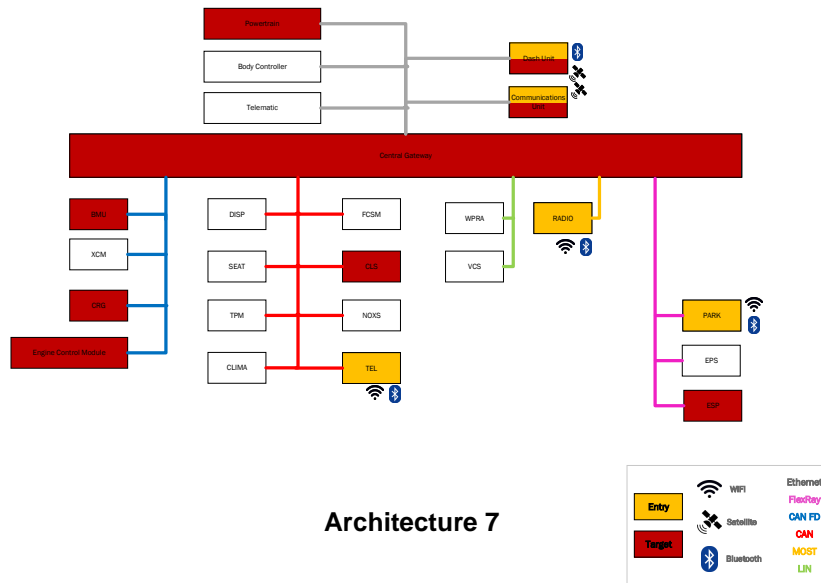 Powertrain
Body Controller
Telematic
Dash Unit
Communications
Unit
Central Gateway
BMU
XCM
ORG
Engine Control Module
DISP
FCSM
SEAT
CLS
TPM
NOXS
CLIMA
TEL
WPRA
VCS
RADIO
PARK
EPS
ESP
Architecture 7
Entry
Target
WIFI
Satellite
Bluetooth
Ethernet
FlexRay
CAN FD
CAN
MOST
LIN